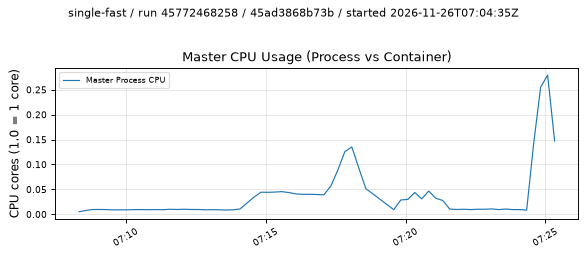 single-fast / run 45772468258 / 45ad3868b73b / started 2026-11-26T07:04:35Z
Master CPU Usage (Process vs Container)
Master Process CPU
CPU cores (1.0 = 1 core)
0.25
0.20
0.15
0.10
0.05
0.00
07:10
07:15
07:20
07:25